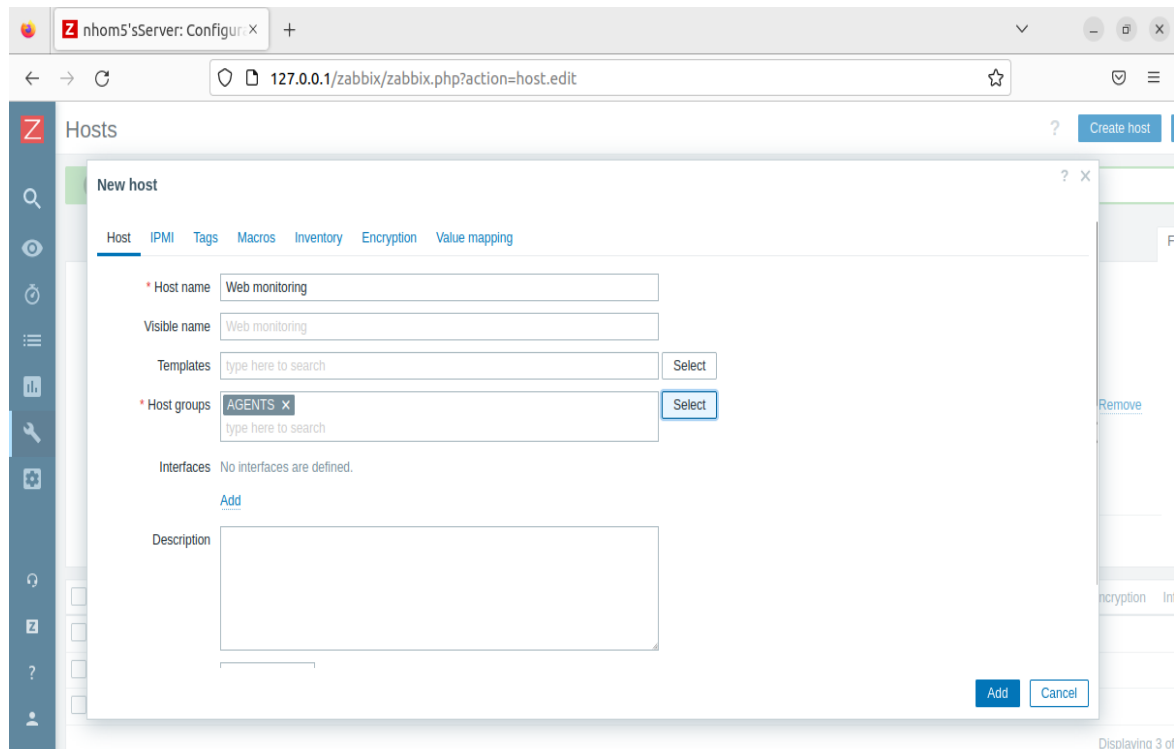 Z nhom5'sServer: Configur × +
127.0.0.1/zabbix/zabbix.php?action=host.edit
Z Hosts ? Create host
New host ? ×
Host IPMI Tags Macros Inventory Encryption Value mapping
F
* Host name Web monitoring
Visible name Web monitoring
Templates type here to search Select
* Host groups AGENTS × Select
type here to search
Remove
Interfaces No interfaces are defined.
Add
Description
ncryption Int
Z
?
Add Cancel
Displaying 3 of